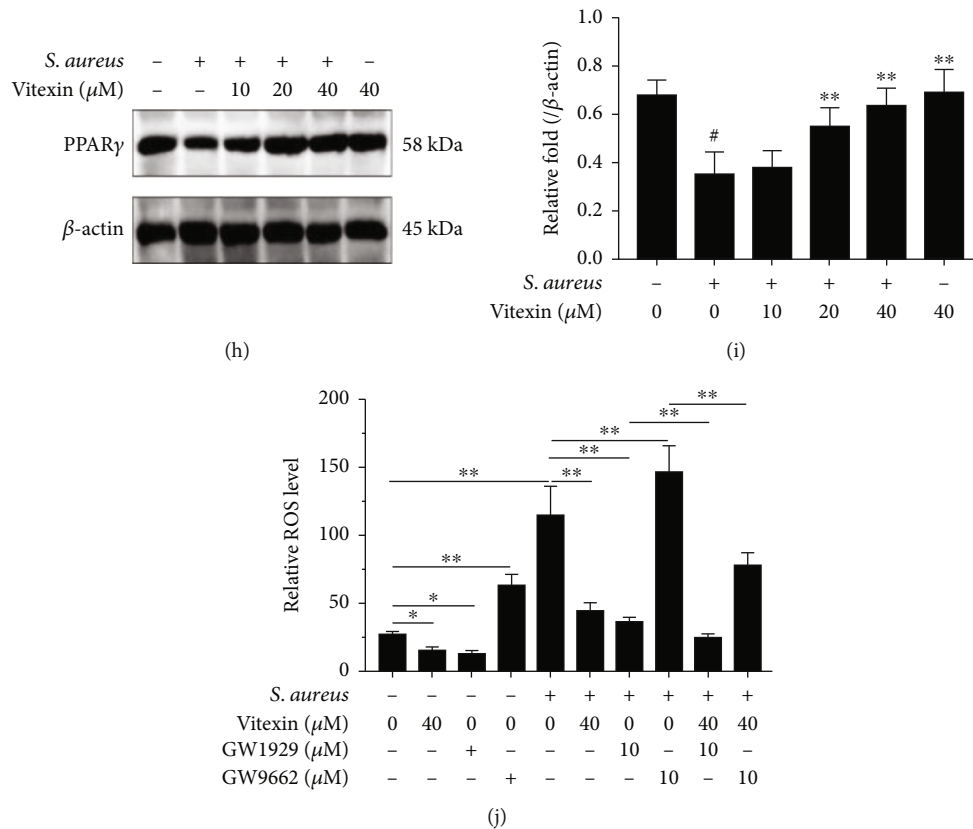 S. aureus – + + + + –
Vitexin (μM) – – 10 20 40 40
PPARγ 58 kDa
β-actin 45 kDa
(h)
Relative fold (/β-actin)
1.0
0.8
0.6
0.4
0.2
0.0
#
**
**
**
S. aureus – + + + + –
Vitexin (μM) 0 0 10 20 40 40
(i)
Relative ROS level
200
150
100
50
0
*
*
**
**
**
**
**
**
**
S. aureus – – – – + + + + + +
Vitexin (μM) 0 40 0 0 0 40 0 0 40 40
GW1929 (μM) – – + – – – 10 – 10 –
GW9662 (μM) – – – + – – – 10 – 10
(j)